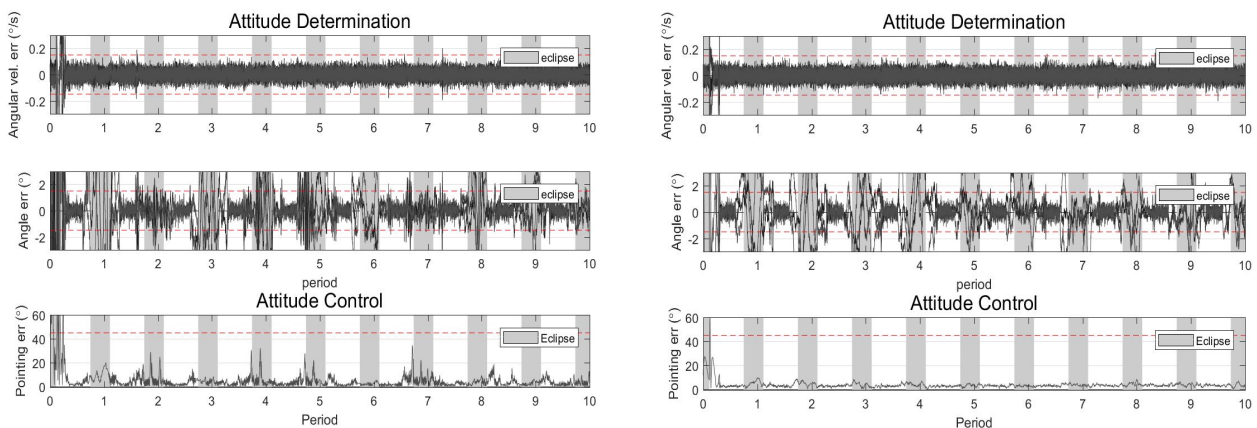 Attitude Determination
Angular vel. err (°/s)
0.2
0
-0.2
eclipse
0 1 2 3 4 5 6 7 8 9 10
Angle err (°)
2
0
-2
eclipse
0 1 2 3 4 5 6 7 8 9 10
period
Attitude Control
Pointing err (°)
60
40
20
0
Eclipse
0 1 2 3 4 5 6 7 8 9 10
Period
Attitude Determination
Angular vel. err (°/s)
0.2
0
-0.2
eclipse
0 1 2 3 4 5 6 7 8 9 10
Angle err (°)
2
0
-2
eclipse
0 1 2 3 4 5 6 7 8 9 10
period
Attitude Control
Pointing err (°)
60
40
20
0
Eclipse
0 1 2 3 4 5 6 7 8 9 10
Period